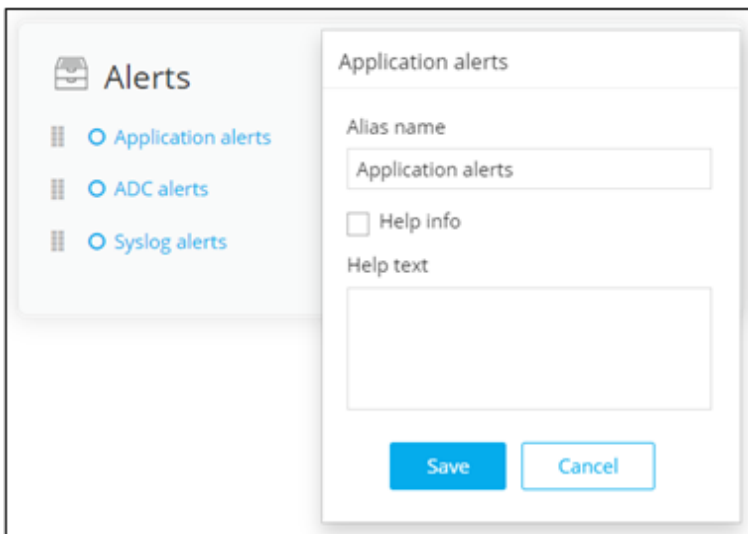 Alerts
Application alerts
ADC alerts
Syslog alerts
Application alerts
Alias name
Application alerts
Help info
Help text
Save
Cancel